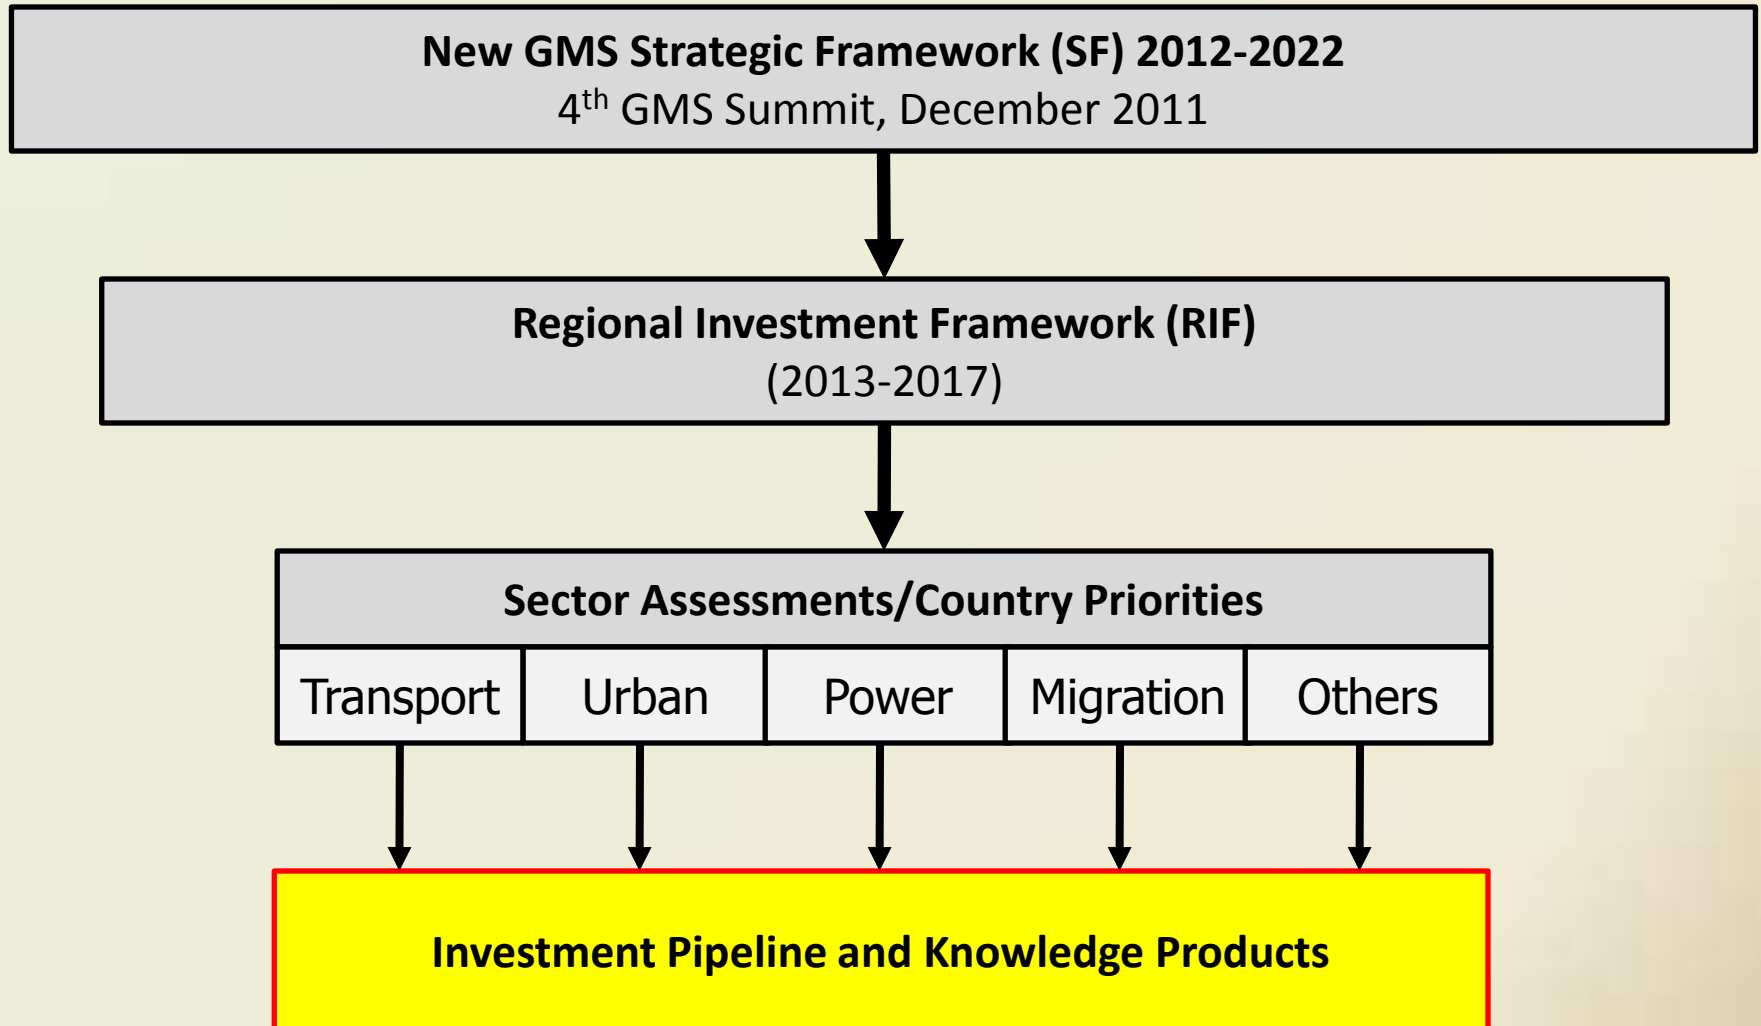 New GMS Strategic Framework (SF) 2012-2022
4th GMS Summit, December 2011
Regional Investment Framework (RIF)
(2013-2017)
Sector Assessments/Country Priorities
Transport Urban Power Migration Others
Investment Pipeline and Knowledge Products